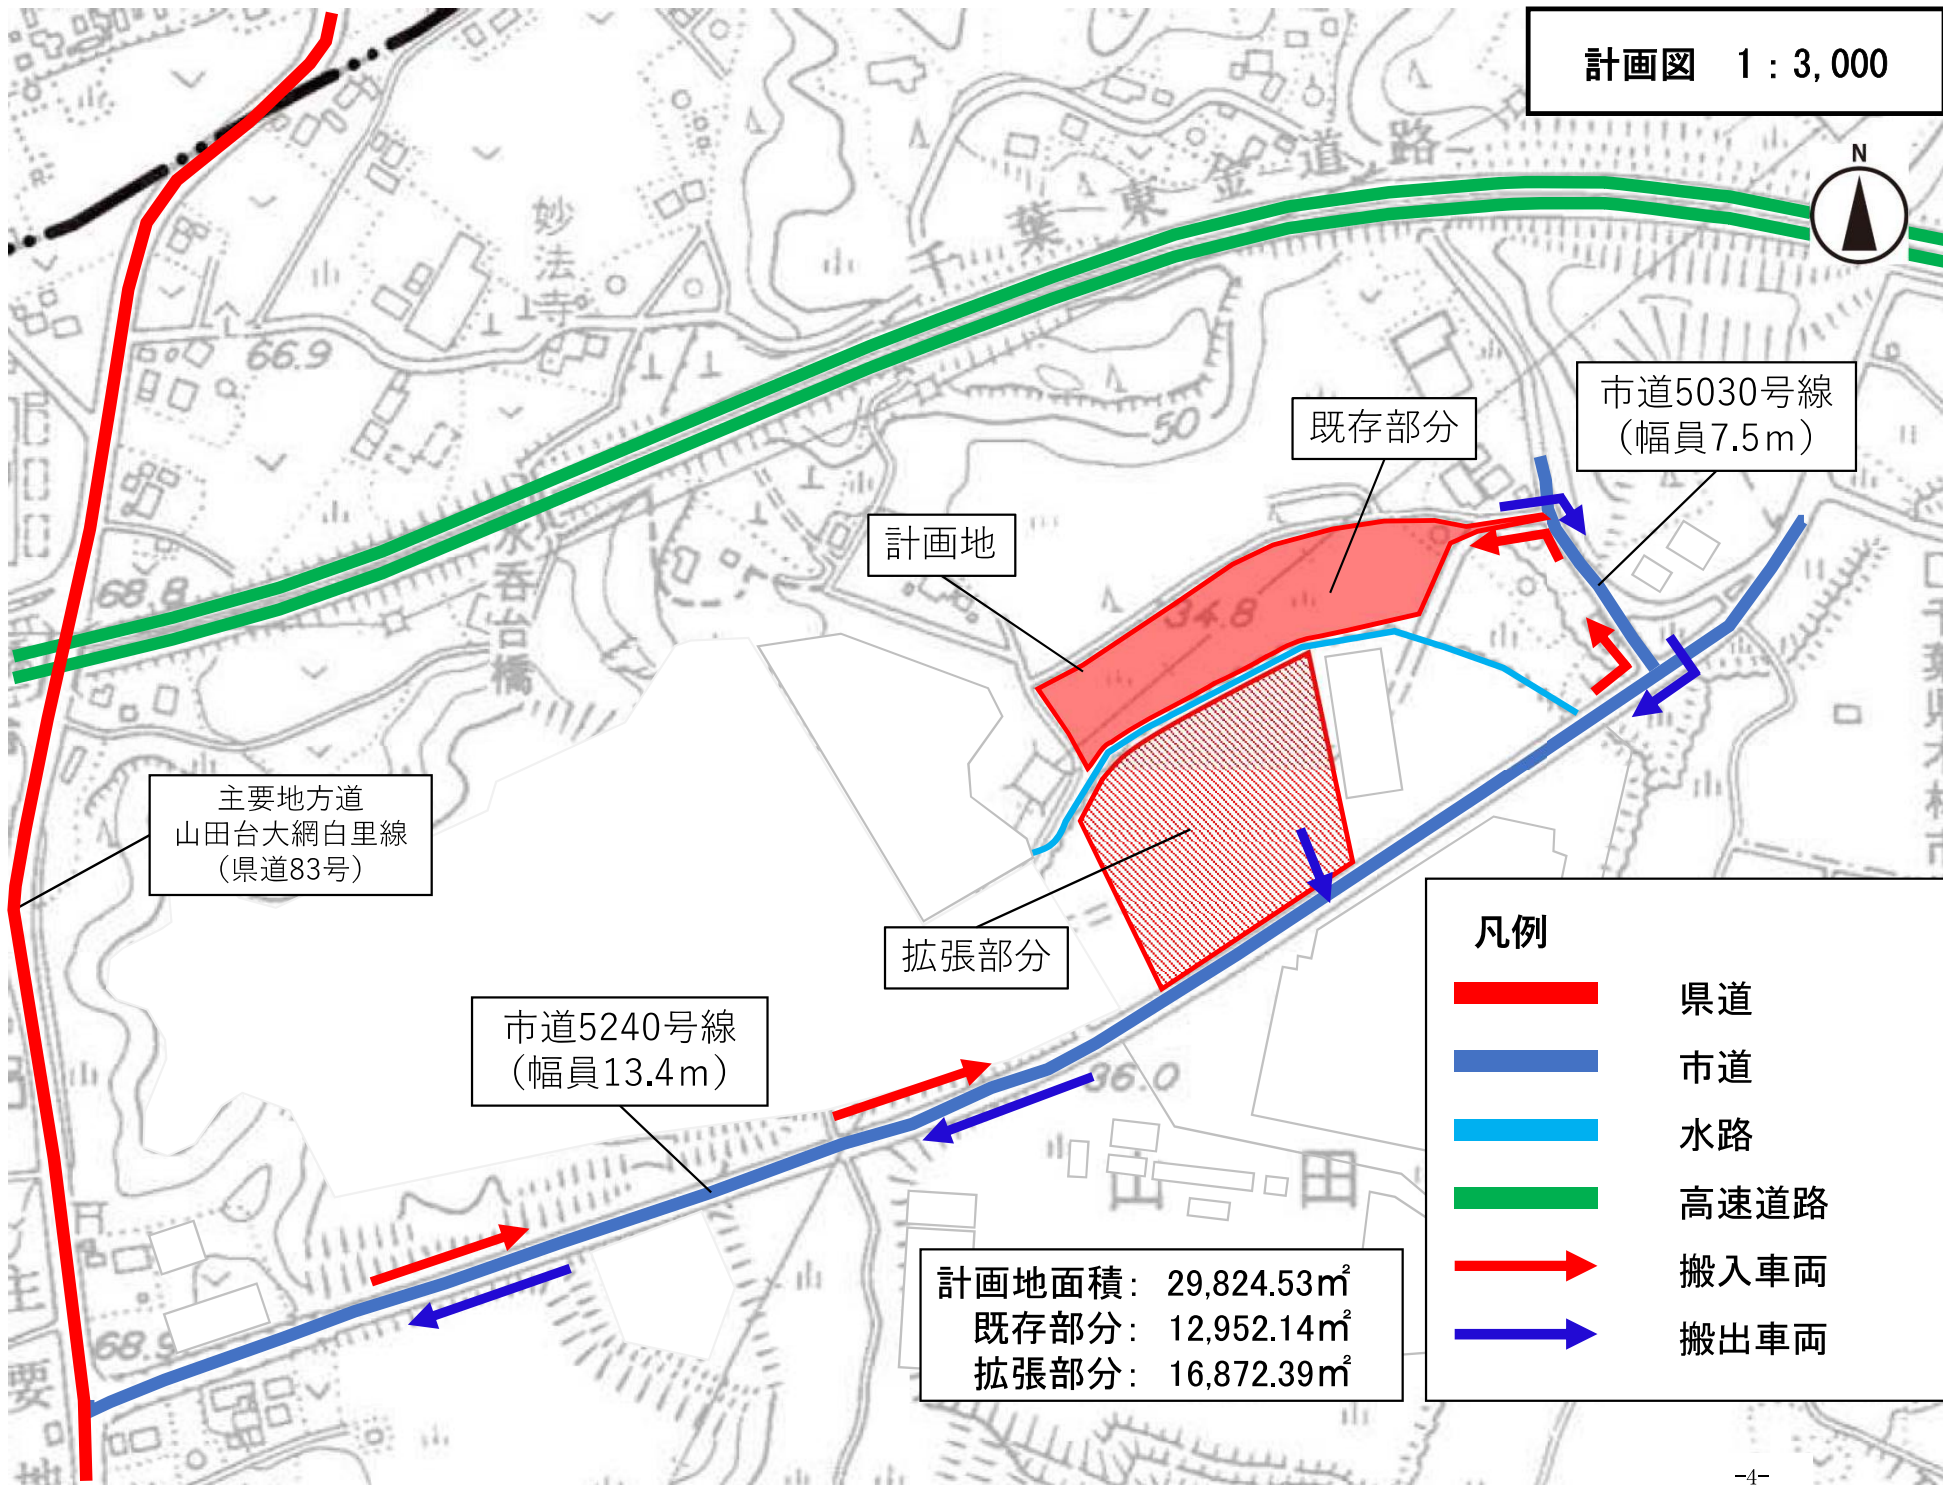 計画図　1：3,000
N
千葉東金道路
妙法寺
66.9
市道5030号線
（幅員7.5m）
既存部分
50
計画地
水呑台橋
68.8
34.8
主要地方道
山田台大網白里線
（県道83号）
拡張部分
市道5240号線
（幅員13.4m）
36.0
山田
68.9
主要地
凡例
県道
市道
水路
高速道路
搬入車両
搬出車両
計画地面積：　29,824.53㎡
既存部分：　12,952.14㎡
拡張部分：　16,872.39㎡
-4-